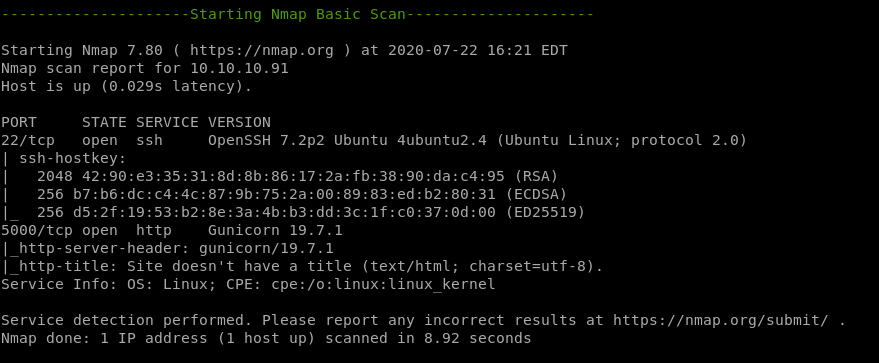 ---------------------Starting Nmap Basic Scan---------------------
Starting Nmap 7.80 ( https://nmap.org ) at 2020-07-22 16:21 EDT
Nmap scan report for 10.10.10.91
Host is up (0.029s latency).
PORT     STATE SERVICE VERSION
22/tcp   open  ssh     OpenSSH 7.2p2 Ubuntu 4ubuntu2.4 (Ubuntu Linux; protocol 2.0)
| ssh-hostkey:
|   2048 42:90:e3:35:31:8d:8b:86:17:2a:fb:38:90:da:c4:95 (RSA)
|   256 b7:b6:dc:c4:4c:87:9b:75:2a:00:89:83:ed:b2:80:31 (ECDSA)
|_  256 d5:2f:19:53:b2:8e:3a:4b:b3:dd:3c:1f:c0:37:0d:00 (ED25519)
5000/tcp open  http    Gunicorn 19.7.1
|_http-server-header: gunicorn/19.7.1
|_http-title: Site doesn't have a title (text/html; charset=utf-8).
Service Info: OS: Linux; CPE: cpe:/o:linux:linux_kernel
Service detection performed. Please report any incorrect results at https://nmap.org/submit/ .
Nmap done: 1 IP address (1 host up) scanned in 8.92 seconds